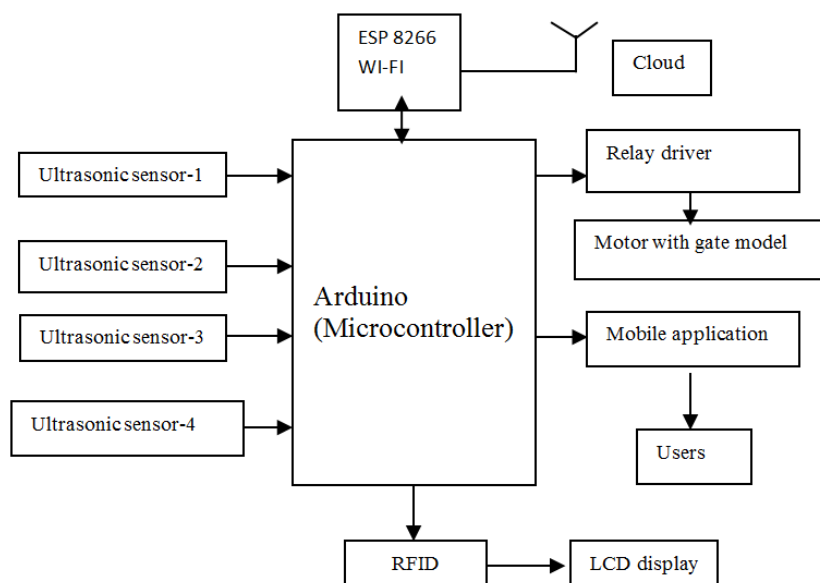 ESP 8266
WI-FI
Cloud
Ultrasonic sensor-1
Relay driver
Ultrasonic sensor-2
Motor with gate model
Arduino
(Microcontroller)
Ultrasonic sensor-3
Mobile application
Ultrasonic sensor-4
Users
RFID
LCD display